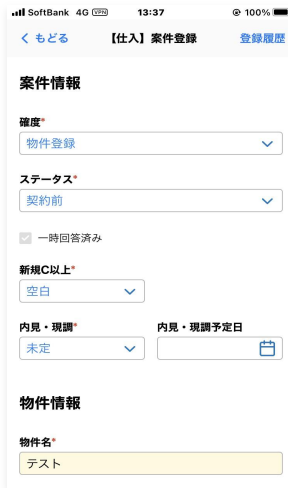 SoftBank 4G VPN 13:37 100%
もどる 【仕入】案件登録 登録履歴
案件情報
確度*
物件登録
ステータス*
契約前
一時回答済み
新規C以上*
空白
内見・現調* 内見・現調予定日
未定
物件情報
物件名*
テスト